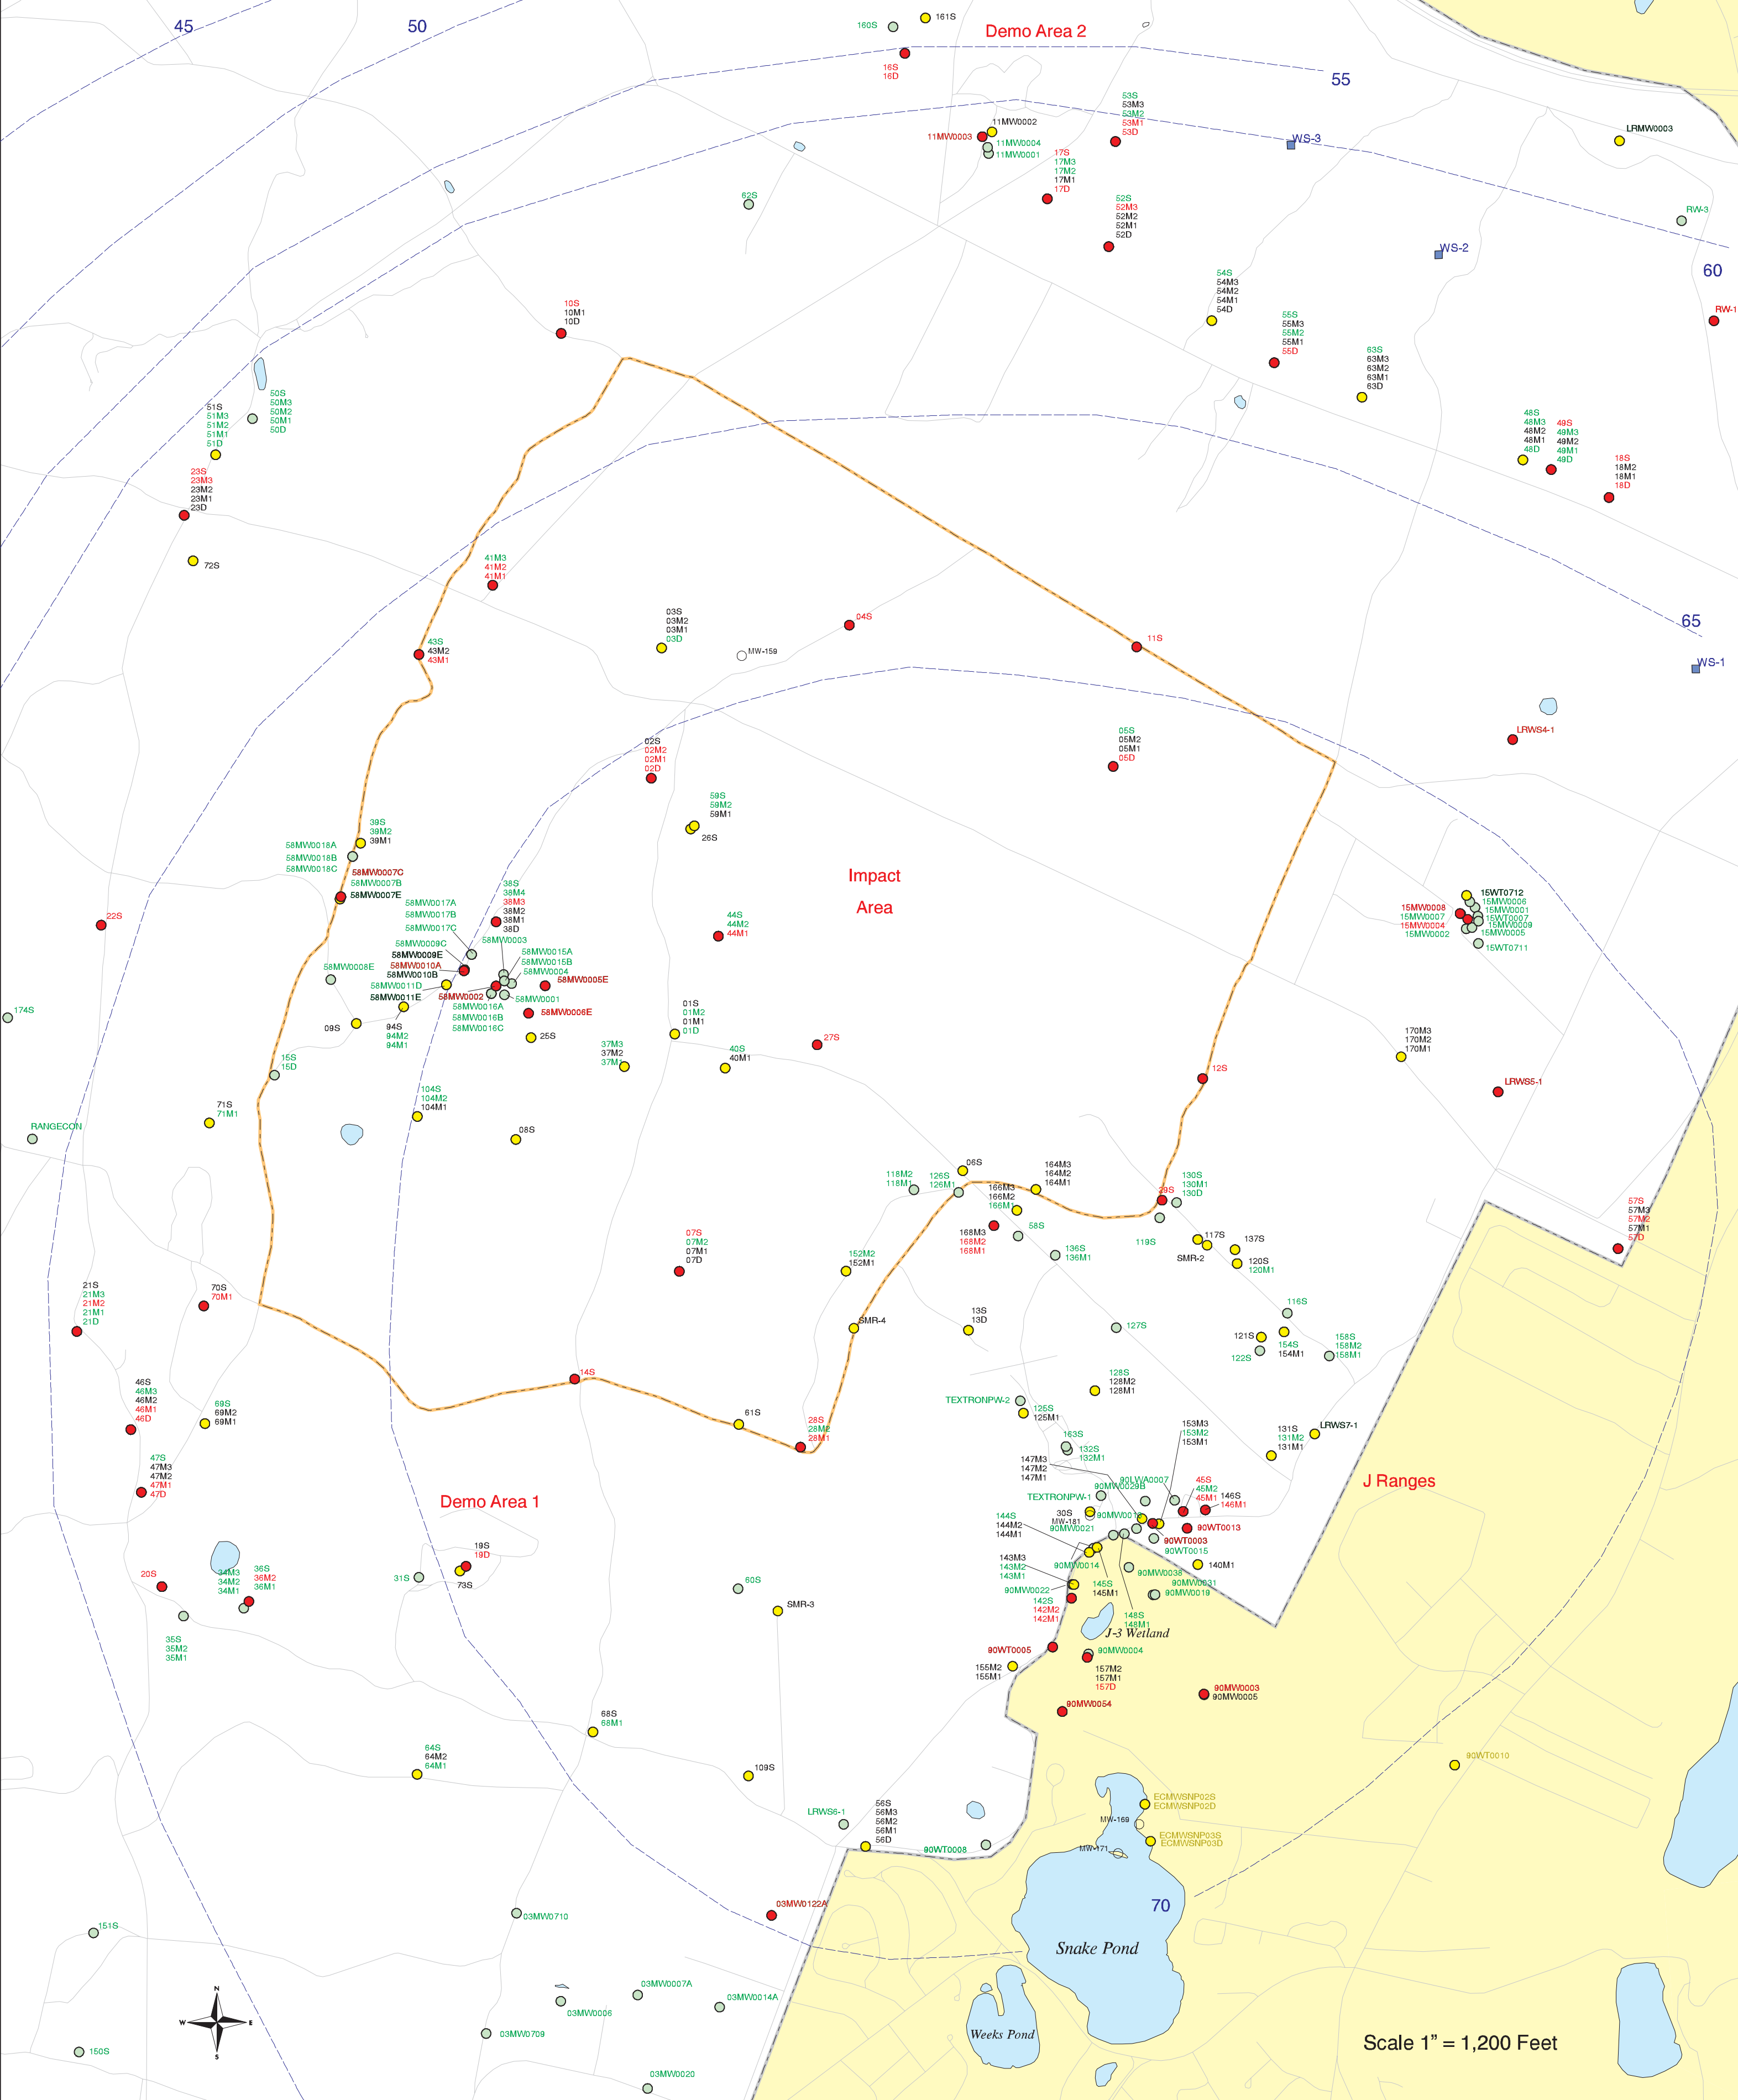 45
50
160S
161S
Demo Area 2
16S
16D
55
53S
53M3
53M2
53M1
53D
11MW0002
11MW0003
11MW0004
11MW0001
WS-3
LRMW0003
17S
17M3
17M2
17M1
17D
62S
52S
52M3
52M2
52M1
52D
RW-3
WS-2
60
54S
54M3
54M2
54M1
54D
10S
10M1
10D
RW-1
55S
55M3
55M2
55M1
55D
63S
63M3
63M2
63M1
63D
50S
50M3
50M2
50M1
50D
51S
51M3
51M2
51M1
51D
48S
48M3
48M2
48M1
48D
49S
49M3
49M2
49M1
49D
18S
18M2
18M1
18D
23S
23M3
23M2
23M1
23D
72S
41M3
41M2
41M1
03S
03M2
03M1
03D
04S
65
43S
43M2
43M1
MW-159
11S
WS-1
02S
02M2
02M1
02D
05S
05M2
05M1
05D
LRWS4-1
59S
59M2
59M1
26S
39S
39M2
39M1
58MW0018A
58MW0018B
58MW0018C
58MW0007C
58MW0007B
58MW0007E
Impact
Area
38S
38M4
38M3
38M2
38M1
38D
58MW0017A
58MW0017B
58MW0017C
22S
44S
44M2
44M1
15WT0712
15MW0006
15MW0008
15MW0001
15MW0007
15WT0007
15MW0004
15MW0009
15MW0002
15MW0005
15WT0711
58MW0009C
58MW0009E
58MW0010A
58MW0010B
58MW0003
58MW0015A
58MW0015B
58MW0004
58MW0008E
58MW0011D
58MW0011E
58MW0002
58MW0001
58MW0005E
58MW0016A
58MW0016B
58MW0016C
58MW0006E
174S
09S
94S
94M2
94M1
25S
01S
01M2
01M1
01D
27S
37M3
37M2
37M1
40S
40M1
170M3
170M2
170M1
15S
15D
12S
LRWS5-1
104S
104M2
104M1
71S
71M1
RANGECON
08S
06S
118M2
118M1
126S
126M1
164M3
164M2
164M1
166M3
166M2
166M1
29S
130S
130M1
130D
57S
57M3
57M2
57M1
57D
58S
168M3
168M2
168M1
119S
117S
SMR-2
137S
120S
120M1
07S
07M2
07M1
07D
152M2
152M1
136S
136M1
21S
21M3
21M2
21M1
21D
70S
70M1
SMR-4
13S
13D
127S
116S
121S
122S
154S
154M1
158S
158M2
158M1
14S
46S
46M3
46M2
46M1
46D
69S
69M2
69M1
128S
128M2
128M1
TEXTRONPW-2
125S
125M1
61S
28S
28M2
28M1
163S
132S
132M1
153M3
153M2
153M1
131S
131M2
131M1
LRWS7-1
47S
47M3
47M2
47M1
47D
Demo Area 1
J Ranges
147M3
147M2
147M1
90LWA0007
90MW0029B
45S
45M2
45M1
146S
146M1
TEXTRONPW-1
30S
MW-181
144S
144M2
144M1
90MW0021
90WT0013
90WT0003
90WT0015
19S
19D
73S
31S
143M3
143M2
143M1
90MW0014
90MW0038
140M1
90MW0031
90MW0019
20S
34M3
34M2
34M1
36S
36M2
36M1
90MW0022
145S
145M1
60S
SMR-3
142S
142M2
142M1
148S
148M1
J-3 Wetland
35S
35M2
35M1
90WT0005
90MW0004
155M2
155M1
157M2
157M1
157D
90MW0003
90MW0005
90MW0054
68S
68M1
64S
64M2
64M1
90WT0010
109S
56S
56M3
56M2
56M1
56D
LRWS6-1
90WT0008
ECMWSNP02S
ECMWSNP02D
MW-169
ECMWSNP03S
ECMWSNP03D
MW-171
03MW0122A
70
03MW0710
151S
Snake Pond
03MW0007A
03MW0014A
03MW0006
03MW0709
N
W
E
S
Weeks Pond
Scale 1” = 1,200 Feet
150S
03MW0020